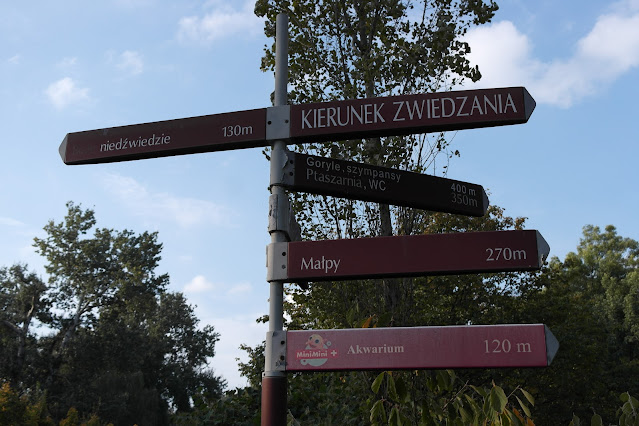 niedźwiedzie 130m
KIERUNEK ZWIEDZANIA
Goryle, szympansy 400 m
Ptaszarnia, WC 350m
Małpy 270m
MiniMini+ Akwarium 120 m